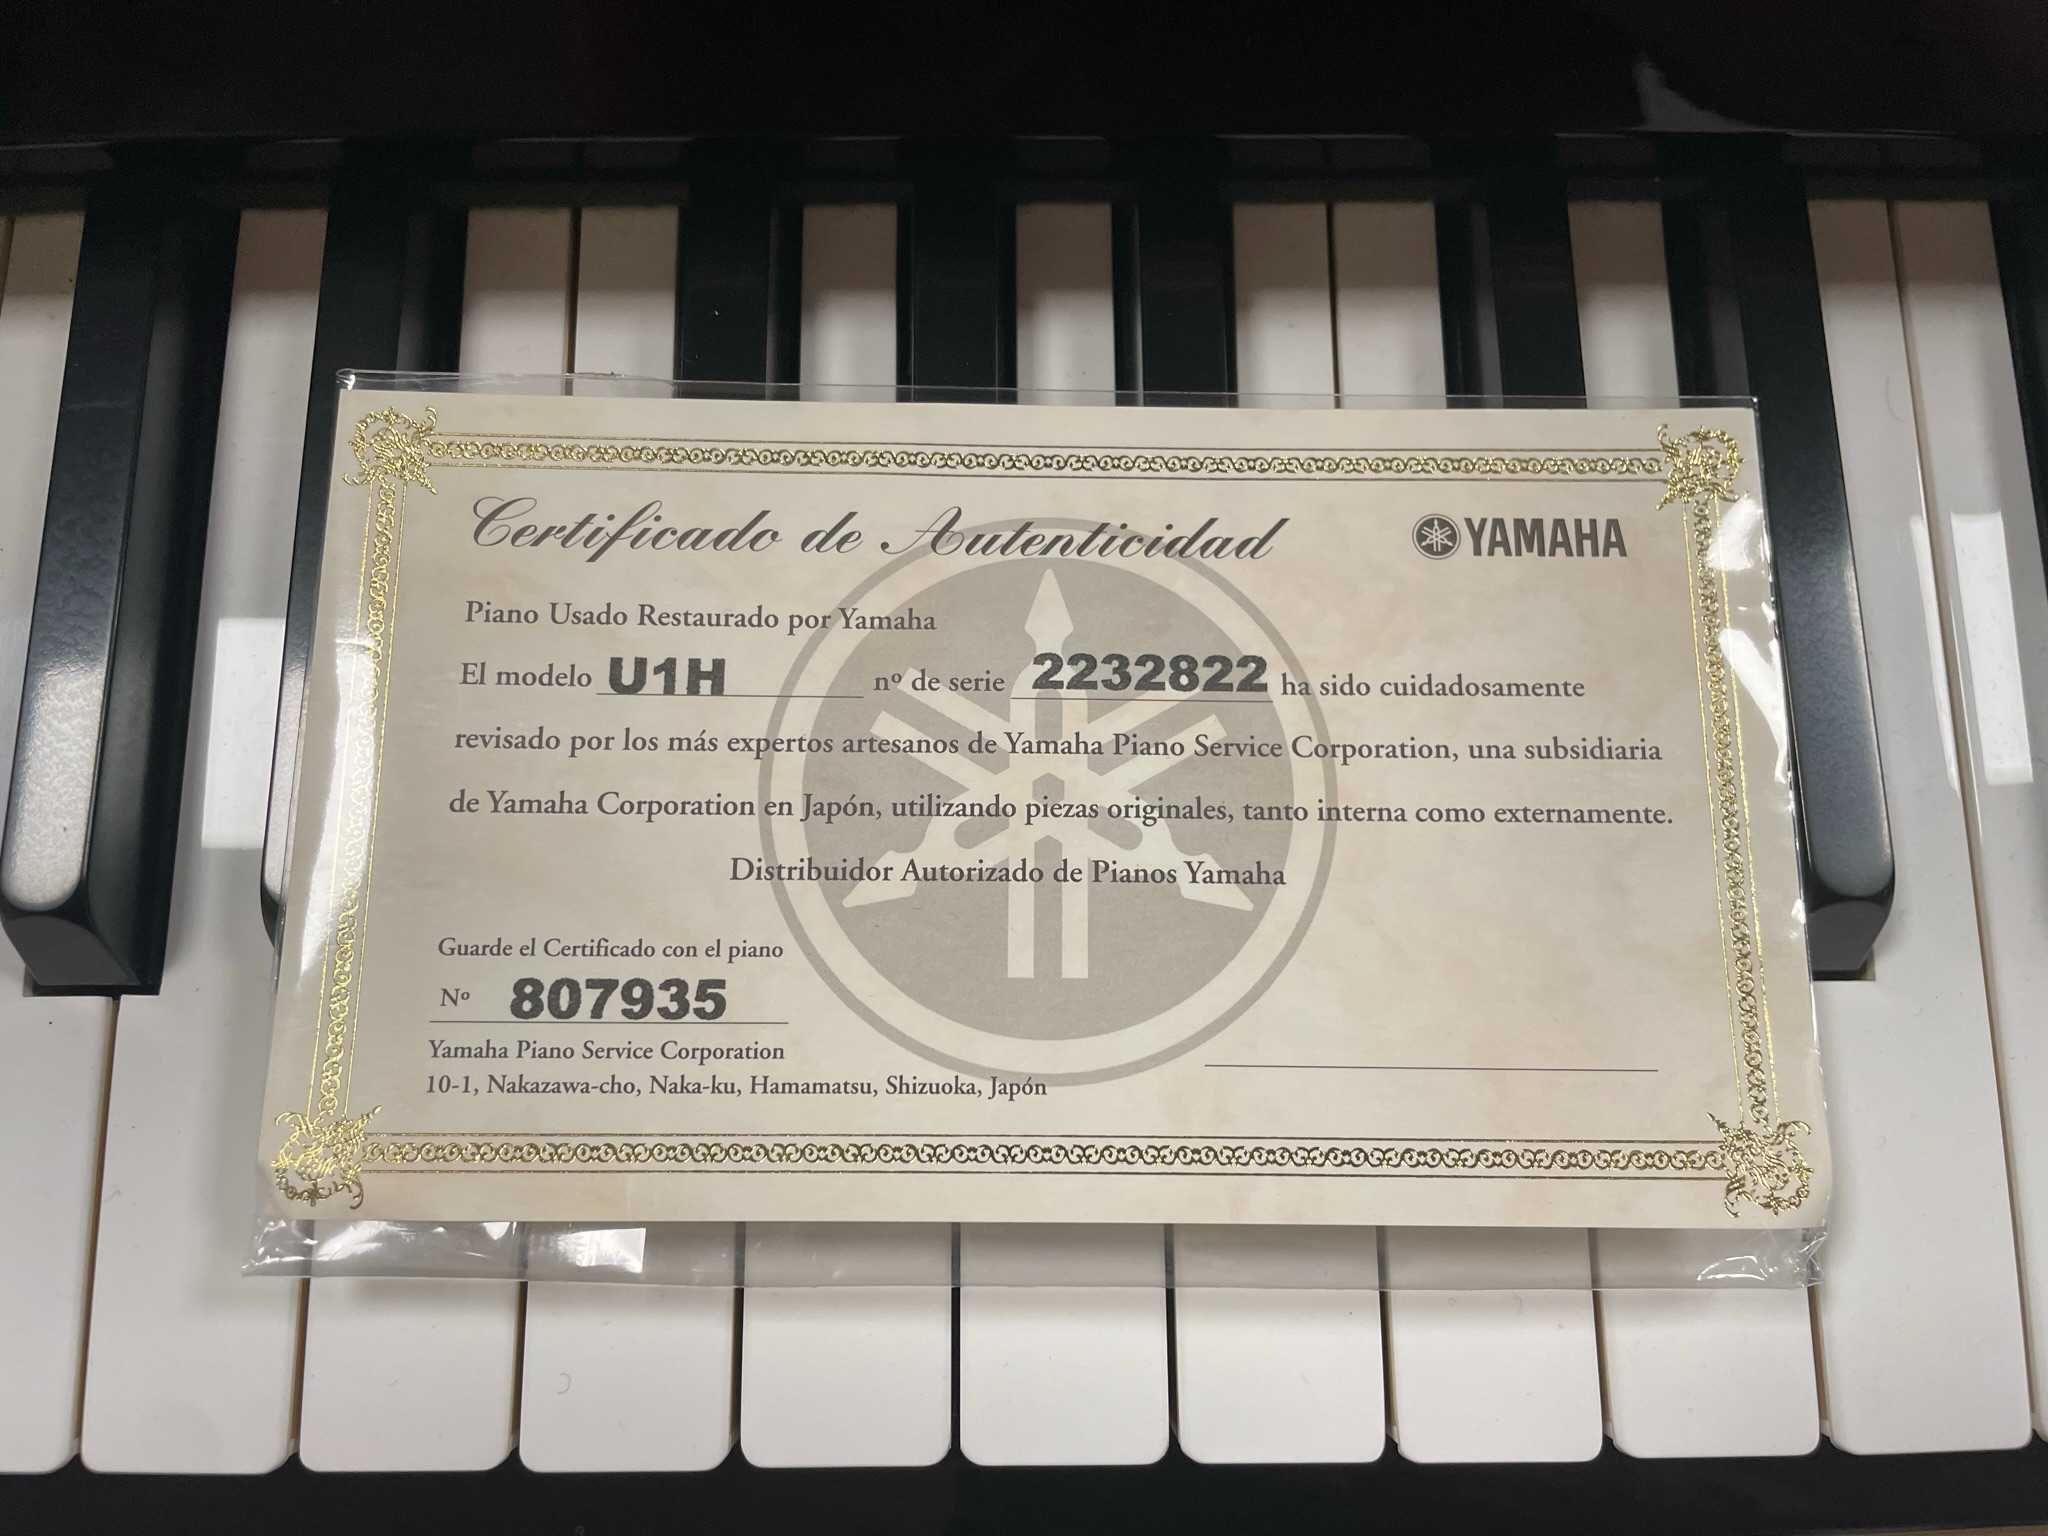 Certificado de Autenticidad
YAMAHA
Piano Usado Restaurado por Yamaha
El modelo U1H nº de serie 2232822 ha sido cuidadosamente
revisado por los más expertos artesanos de Yamaha Piano Service Corporation, una subsidiaria
de Yamaha Corporation en Japón, utilizando piezas originales, tanto interna como externamente.
Distribuidor Autorizado de Pianos Yamaha
Guarde el Certificado con el piano
Nº 807935
Yamaha Piano Service Corporation
10-1, Nakazawa-cho, Naka-ku, Hamamatsu, Shizuoka, Japón